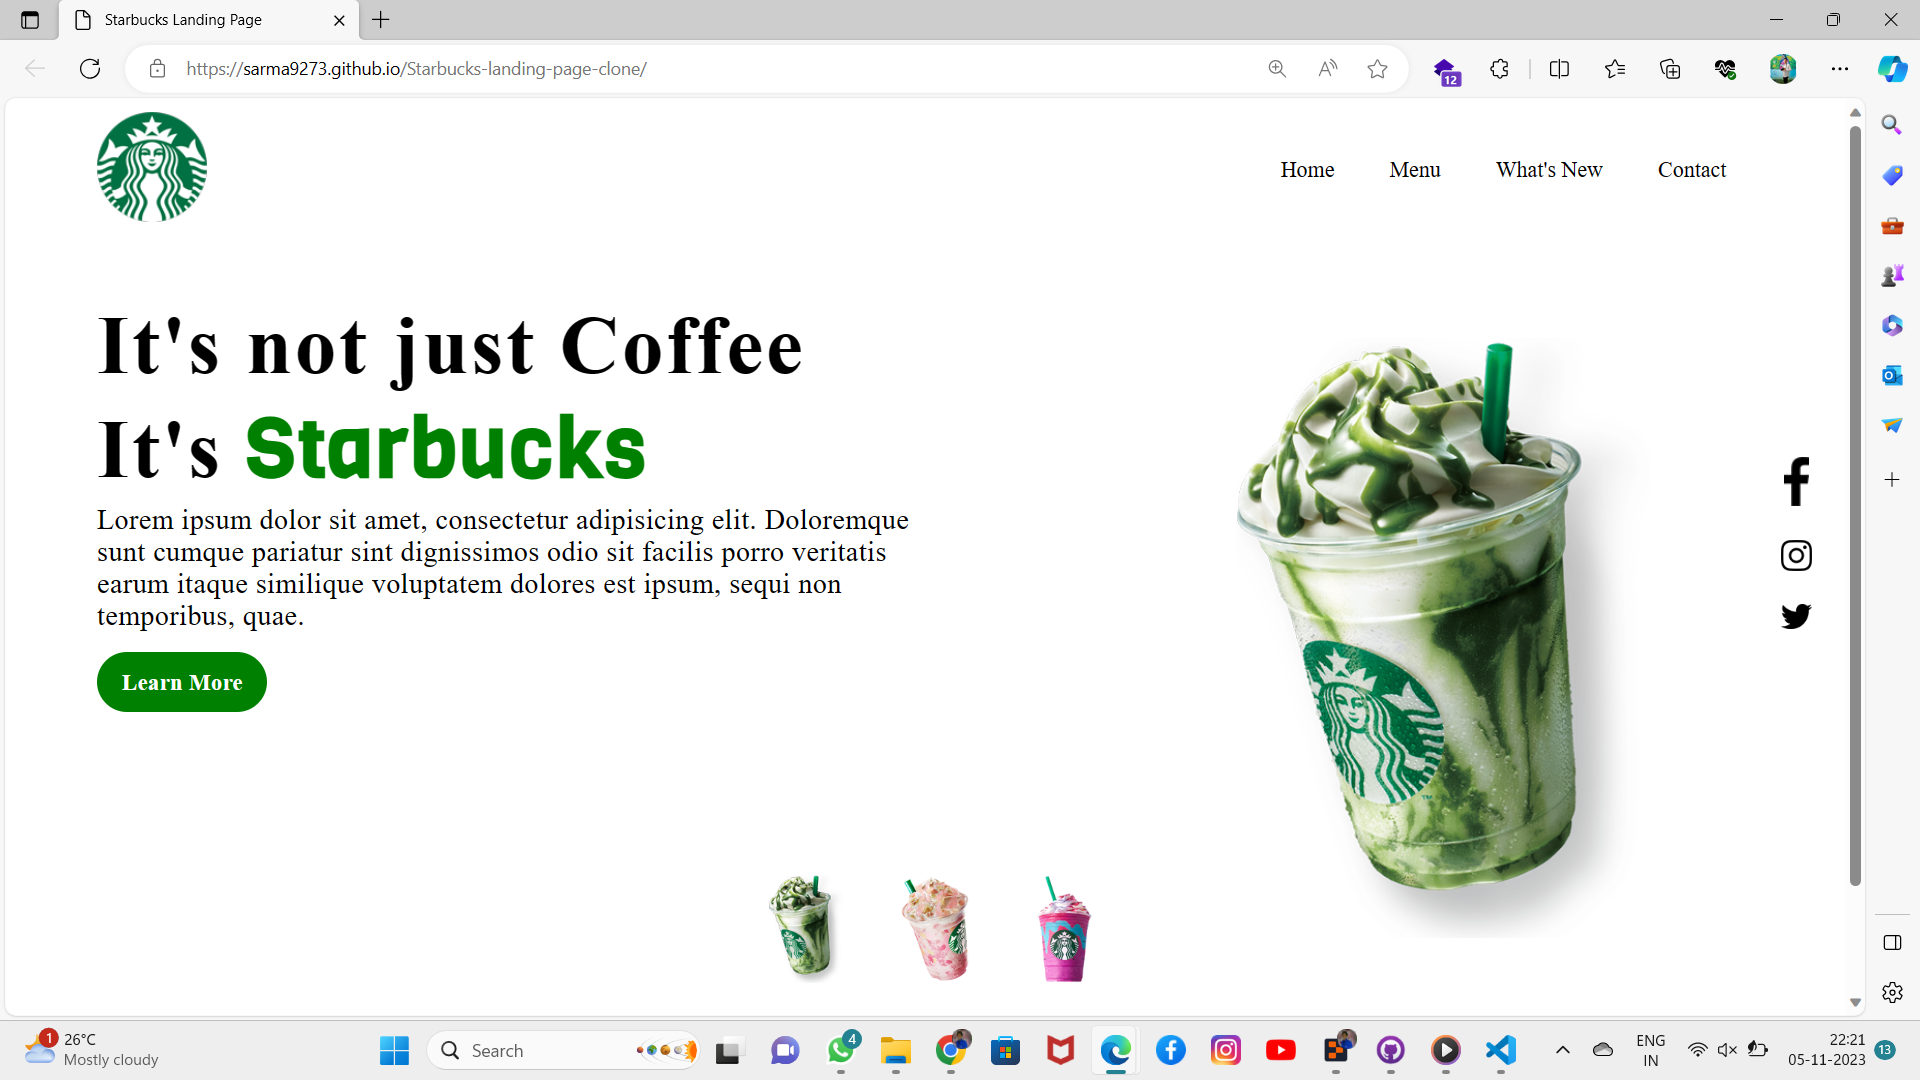 Starbucks Landing Page
https://sarma9273.github.io/Starbucks-landing-page-clone/
12
Home Menu What's New Contact
It's not just Coffee
It's Starbucks
Lorem ipsum dolor sit amet, consectetur adipisicing elit. Doloremque
sunt cumque pariatur sint dignissimos odio sit facilis porro veritatis
earum itaque similique voluptatem dolores est ipsum, sequi non
temporibus, quae.
Learn More
TM
1
26°C
Mostly cloudy
Search
4
ENG
IN
22:21
05-11-2023
13